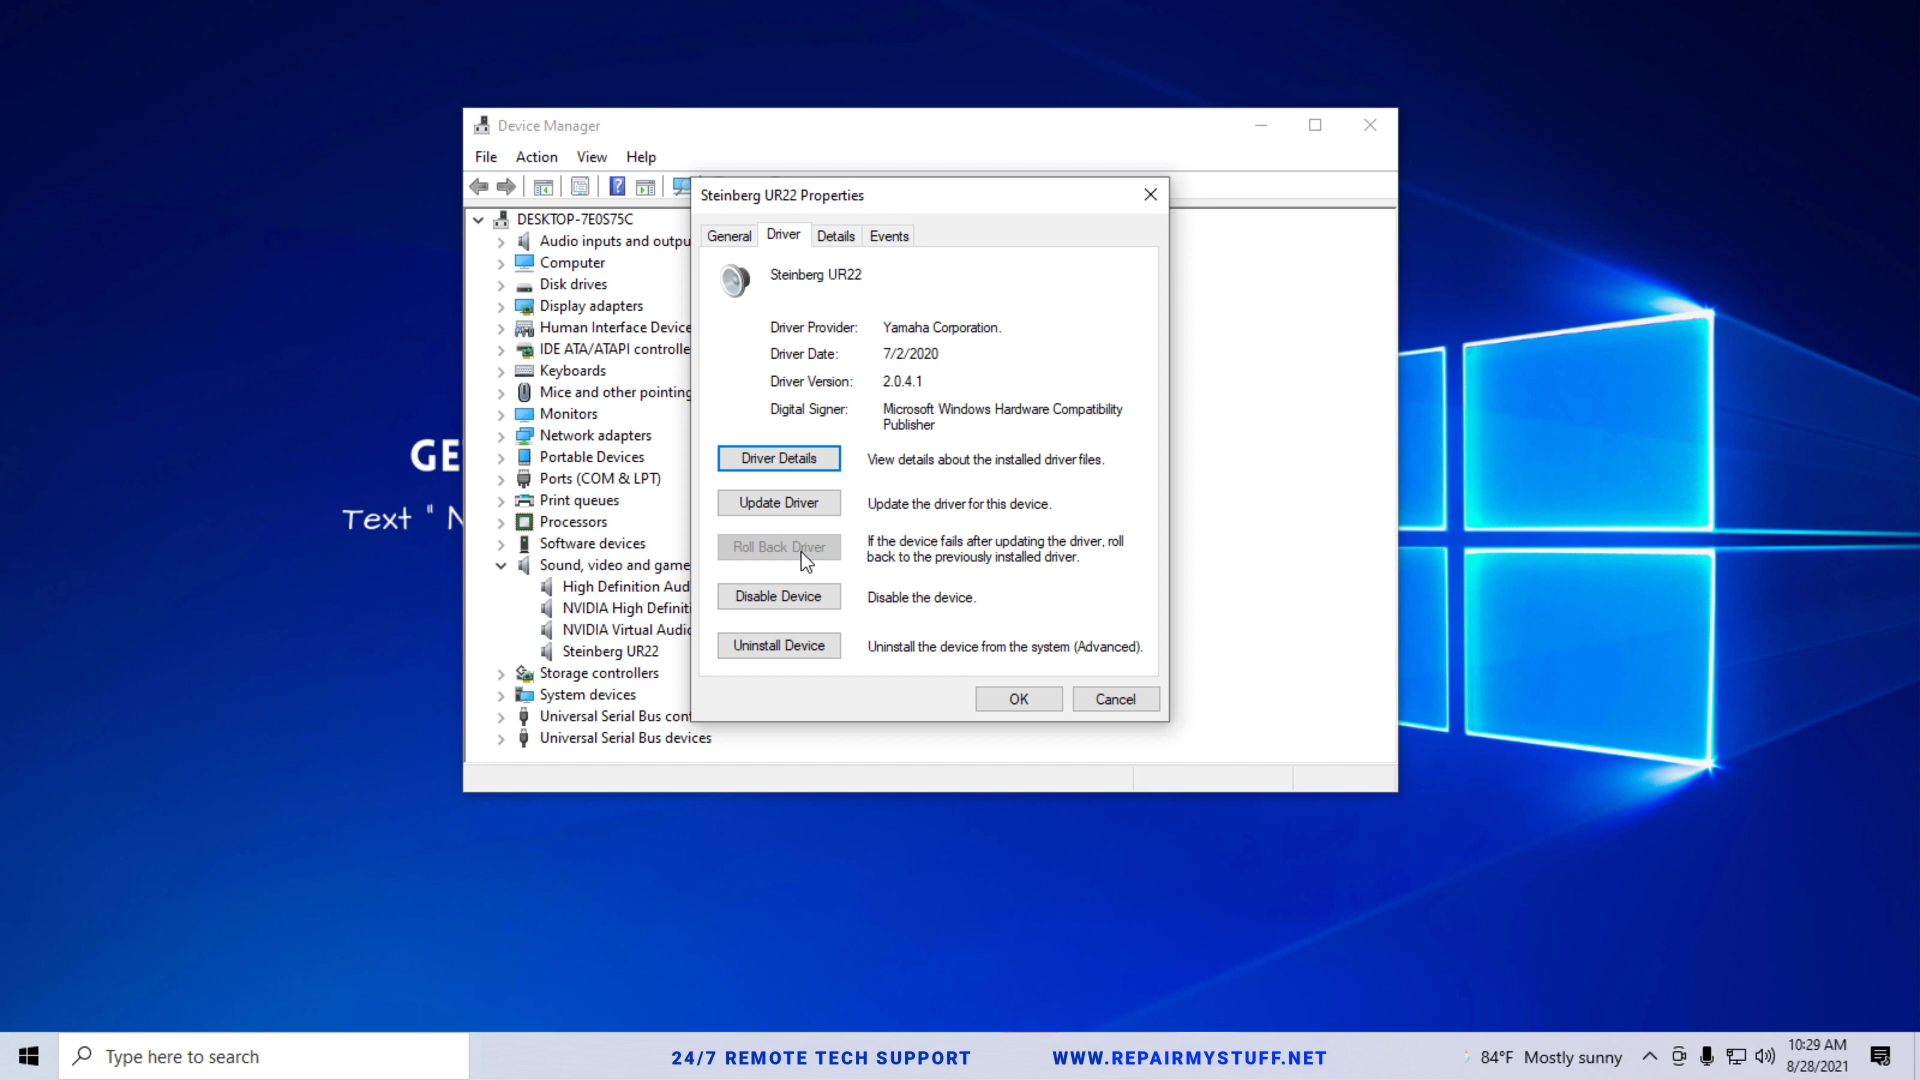 Device Manager
File Action View Help
Steinberg UR22 Properties
DESKTOP-7E0S75C
Audio inputs and outpu
Computer
Disk drives
Display adapters
Human Interface Device
IDE ATA/ATAPI controlle
Keyboards
Mice and other pointing
Monitors
Network adapters
Portable Devices
Ports (COM & LPT)
Print queues
Processors
Software devices
Sound, video and game
High Definition Aud
NVIDIA High Definiti
NVIDIA Virtual Audio
Steinberg UR22
Storage controllers
System devices
Universal Serial Bus cont
Universal Serial Bus devices
General Driver Details Events
Steinberg UR22
Driver Provider: Yamaha Corporation.
Driver Date: 7/2/2020
Driver Version: 2.0.4.1
Digital Signer: Microsoft Windows Hardware Compatibility
Publisher
Driver Details View details about the installed driver files.
Update Driver Update the driver for this device.
Roll Back Driver If the device fails after updating the driver, roll
back to the previously installed driver.
Disable Device Disable the device.
Uninstall Device Uninstall the device from the system (Advanced).
OK Cancel
GE
Text " N
Type here to search
24/7 REMOTE TECH SUPPORT WWW.REPAIRMYSTUFF.NET
84°F Mostly sunny
10:29 AM
8/28/2021